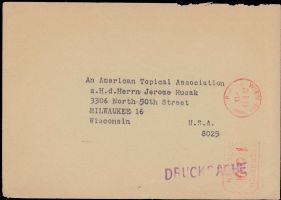 An American Topical Association
z.H.d.Herrn Jerome Husak
3306 North 50th Street
MILWAUKEE 16
Wisconsin U.S.A.
8025
DRUCKSACHE